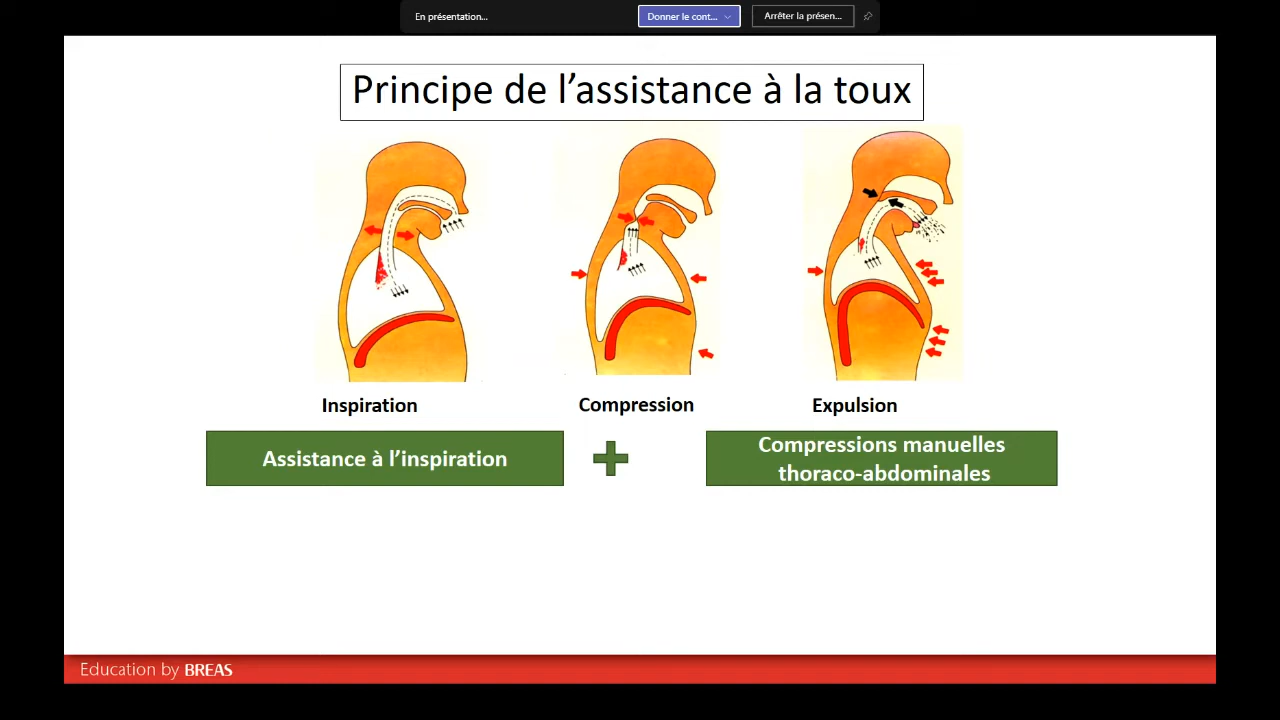 En présentation...
Donner le cont...
Arrêter la présen...
Principe de l’assistance à la toux
Inspiration
Compression
Expulsion
Assistance à l’inspiration
Compressions manuelles
thoraco-abdominales
Education by BREAS